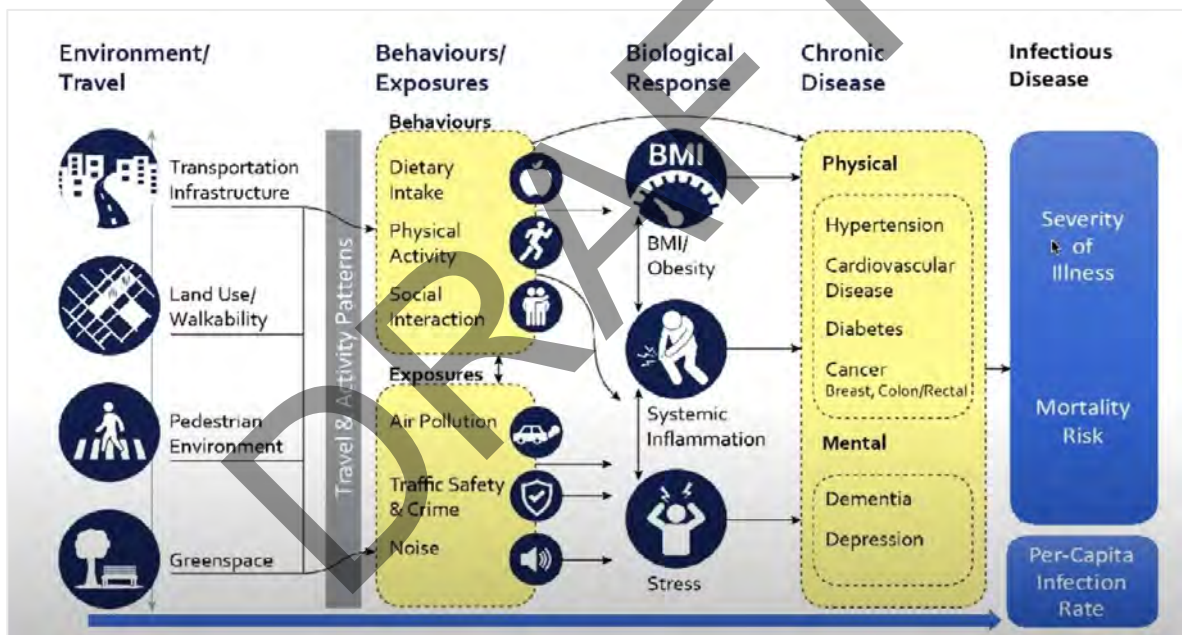 Environment/
Travel
Behaviours/
Exposures
Biological
Response
Chronic
Disease
Infectious
Disease
Transportation
Infrastructure
Land Use/
Walkability
Pedestrian
Environment
Greenspace
Travel & Activity Patterns
Behaviours
Dietary
Intake
Physical
Activity
Social
Interaction
Exposures
Air Pollution
Traffic Safety
& Crime
Noise
BMI
BMI/
Obesity
Systemic
Inflammation
Stress
Physical
Hypertension
Cardiovascular
Disease
Diabetes
Cancer
Breast, Colon/Rectal
Mental
Dementia
Depression
Severity
of
Illness
Mortality
Risk
Per-Capita
Infection
Rate
DRAFT